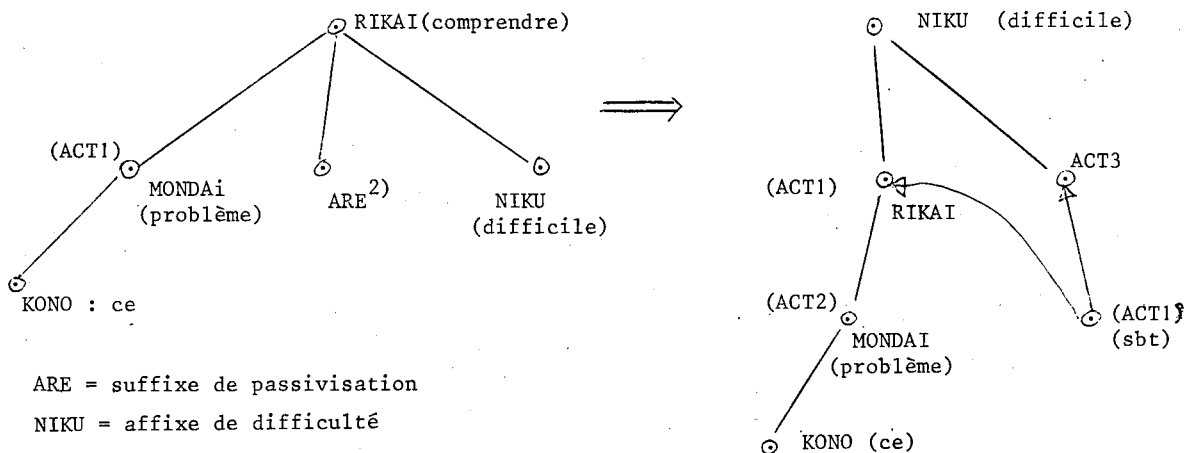 RIKAI(comprendre)
(ACT1)
MONDAi
(problème)
ARE2)
NIKU
(difficile)
KONO : ce
ARE = suffixe de passivisation
NIKU = affixe de difficulté
NIKU (difficile)
(ACT1)
RIKAI
ACT3
(ACT2)
MONDAI
(problème)
(ACT1)
(sbt)
KONO (ce)